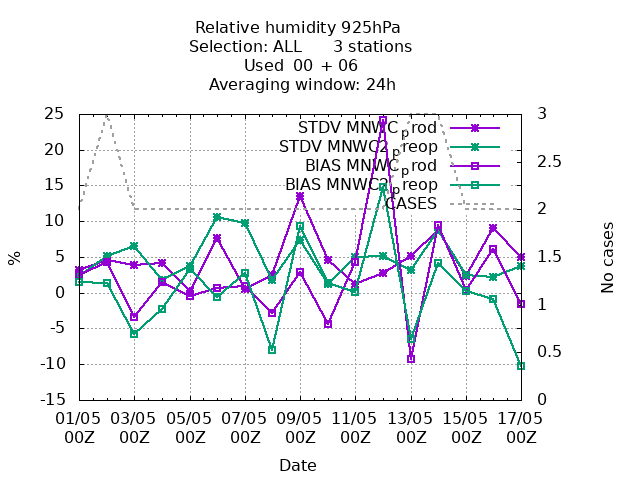 Relative humidity 925hPa
Selection: ALL 3 stations
Used 00 + 06
Averaging window: 24h
25
20
15
10
5
0
-5
-10
-15
%
3
2.5
2
1.5
1
0.5
0
No cases
STDV MNWC_prod
STDV MNWC2_preop
BIAS MNWC_prod
BIAS MNWC2_preop
CASES
01/05 03/05 05/05 07/05 09/05 11/05 13/05 15/05 17/05
00Z 00Z 00Z 00Z 00Z 00Z 00Z 00Z 00Z
Date